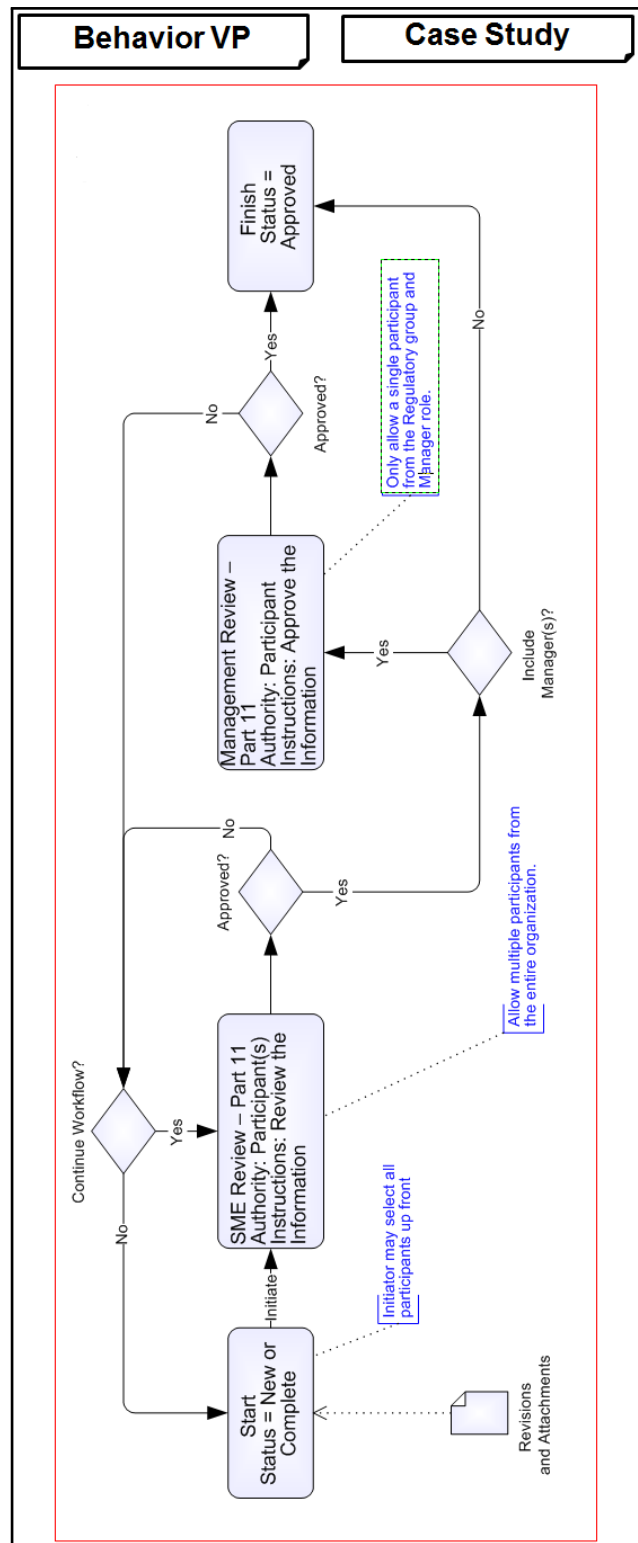 Behavior VP
Case Study
Continue Workflow?
No
Yes
Start
Status = New or
Complete
Initiate
Revisions
and Attachments
Initiator may select all
participants up front
SME Review – Part 11
Authority: Participant(s)
Instructions: Review the
Information
Allow multiple participants from
the entire organization.
Approved?
No
Yes
Include
Manager(s)?
Yes
No
Management Review –
Part 11
Authority: Participant
Instructions: Approve the
Information
Only allow a single participant
from the Regulatory group and
Manager role.
Approved?
No
Yes
Finish
Status =
Approved